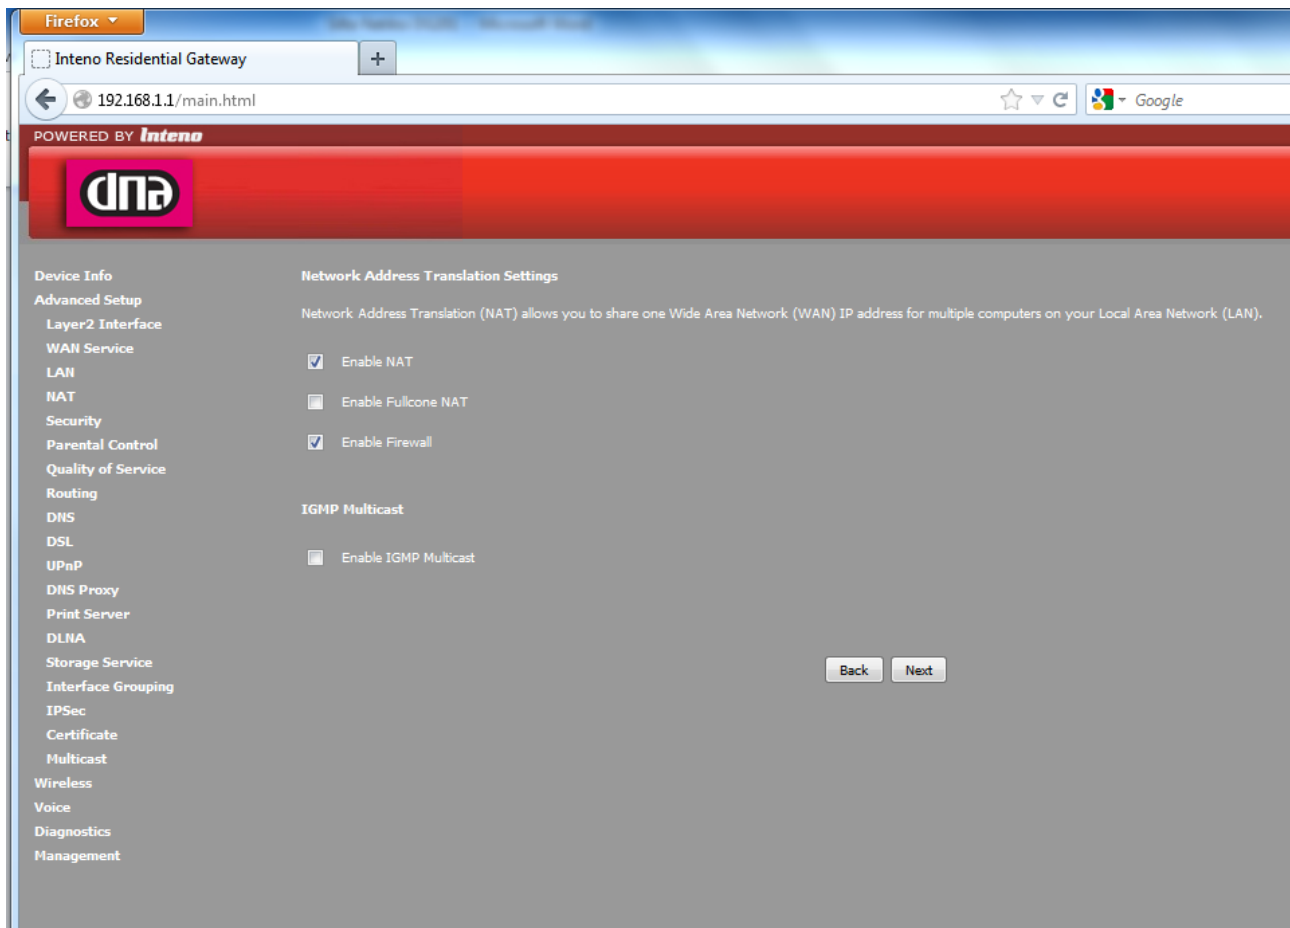 Firefox
Inteno Residential Gateway
192.168.1.1/main.html
Google
POWERED BY Inteno
dna
Device Info
Advanced Setup
Layer2 Interface
WAN Service
LAN
NAT
Security
Parental Control
Quality of Service
Routing
DNS
DSL
UPnP
DNS Proxy
Print Server
DLNA
Storage Service
Interface Grouping
IPSec
Certificate
Multicast
Wireless
Voice
Diagnostics
Management
Network Address Translation Settings
Network Address Translation (NAT) allows you to share one Wide Area Network (WAN) IP address for multiple computers on your Local Area Network (LAN).
Enable NAT
Enable Fullcone NAT
Enable Firewall
IGMP Multicast
Enable IGMP Multicast
Back Next